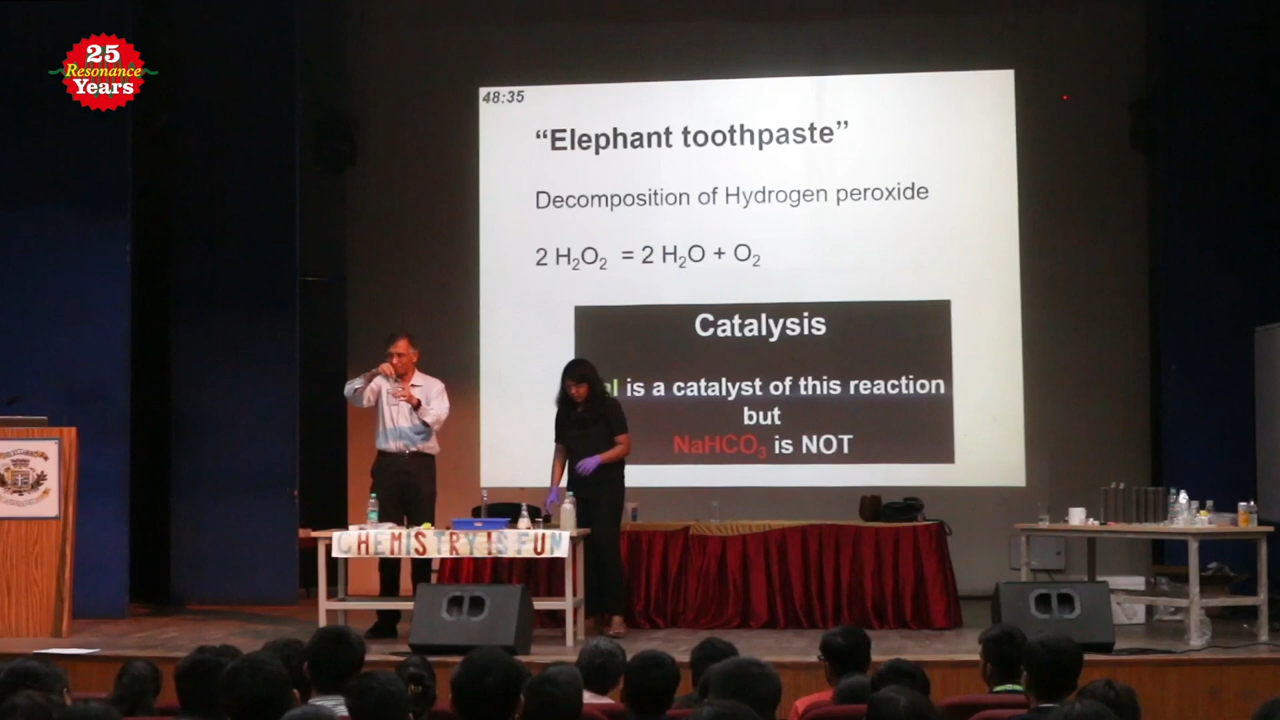 25
Resonance
Years
48:35
“Elephant toothpaste”
Decomposition of Hydrogen peroxide
2 H₂O₂ = 2 H₂O + O₂
Catalysis
is a catalyst of this reaction
but
NaHCO₃ is NOT
CHEMISTRY IS FUN